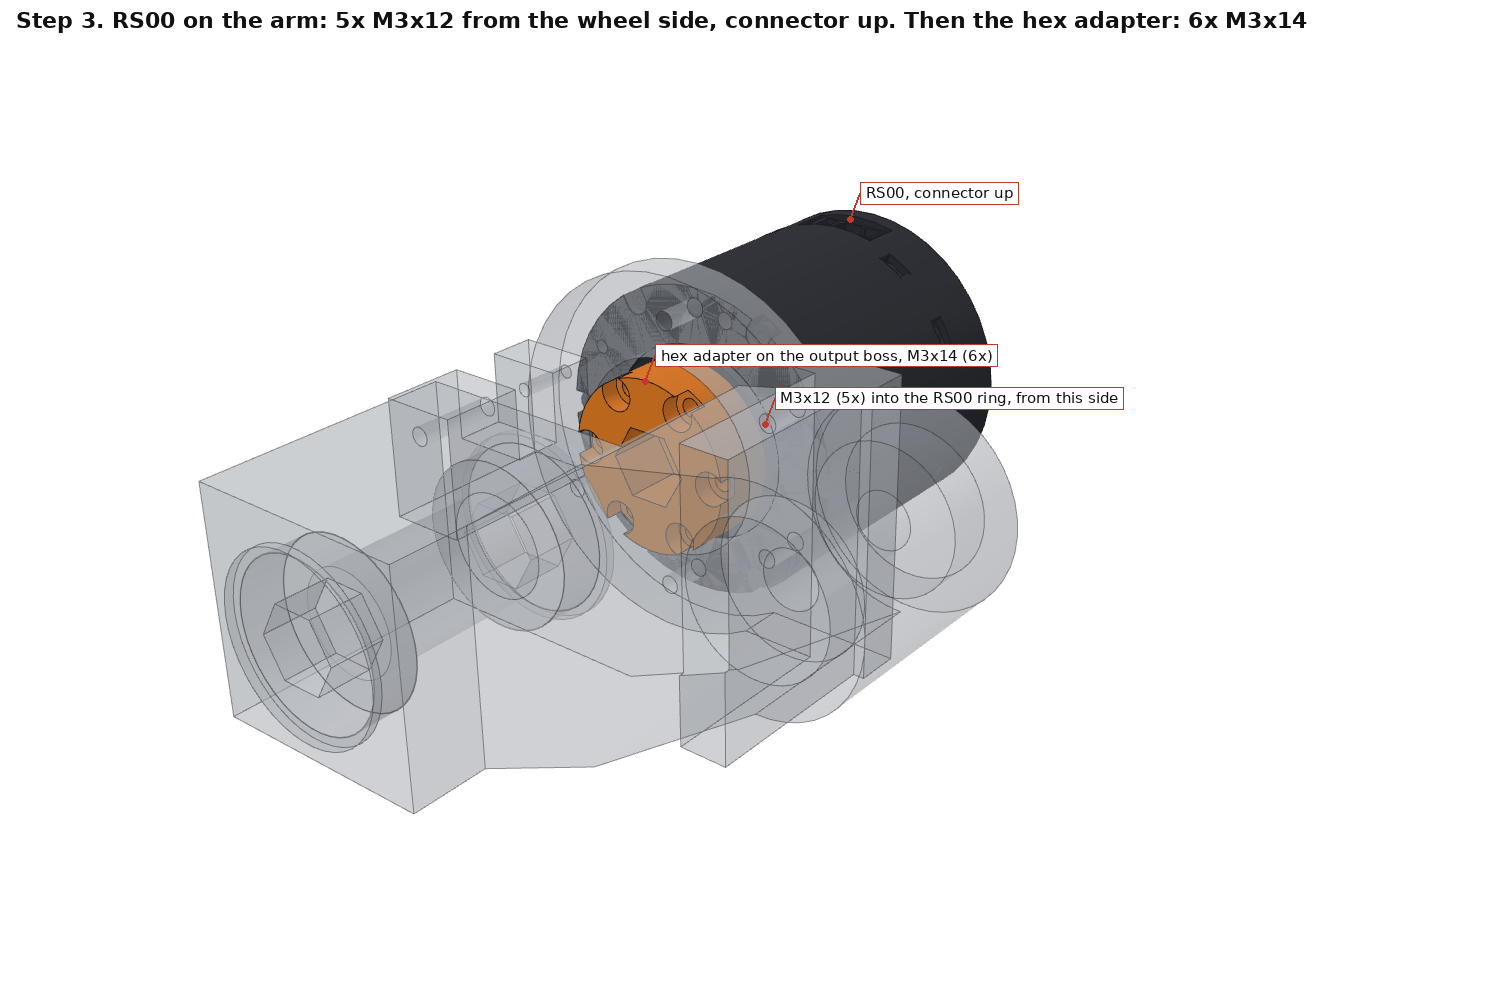 Step 3. RS00 on the arm: 5x M3x12 from the wheel side, connector up. Then the hex adapter: 6x M3x14
RS00, connector up
hex adapter on the output boss, M3x14 (6x)
M3x12 (5x) into the RS00 ring, from this side